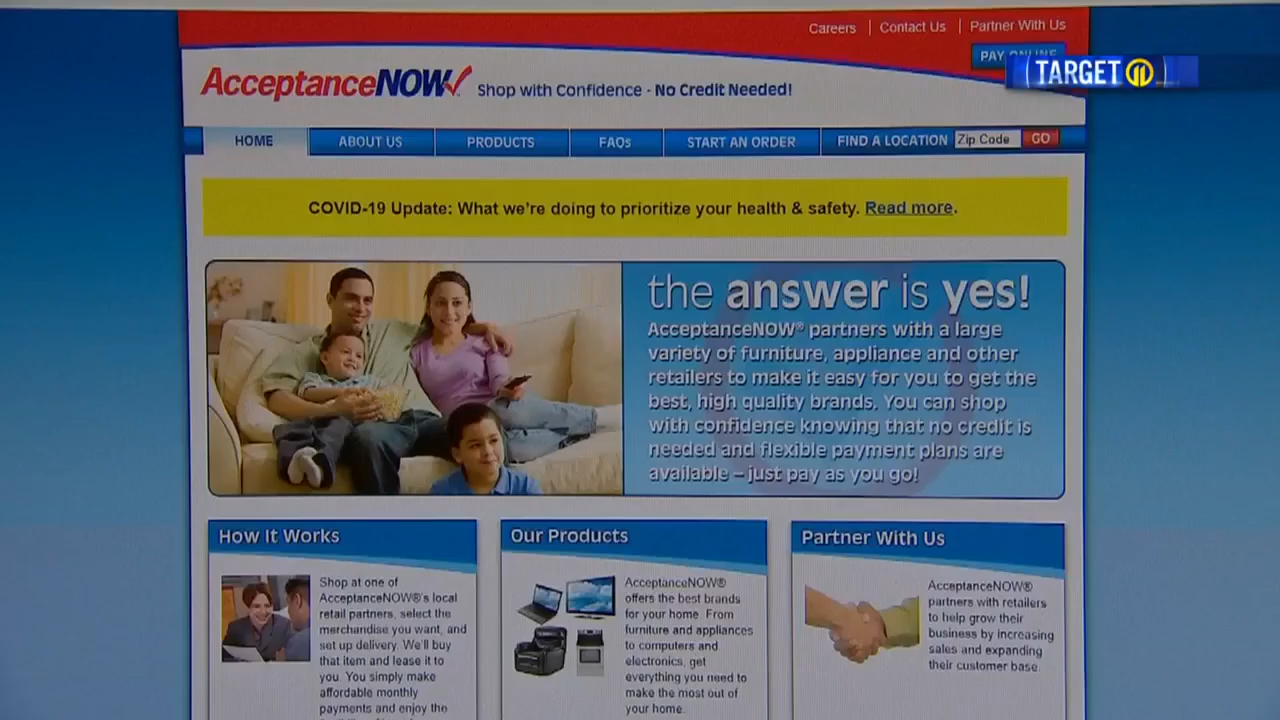 Careers | Contact Us | Partner With Us
PAY ONLINE
TARGET 11
AcceptanceNOW Shop with Confidence - No Credit Needed!
HOME ABOUT US PRODUCTS FAQs START AN ORDER FIND A LOCATION Zip Code GO
COVID-19 Update: What we're doing to prioritize your health & safety. Read more.
the answer is yes!
AcceptanceNOW® partners with a large
variety of furniture, appliance and other
retailers to make it easy for you to get the
best, high quality brands. You can shop
with confidence knowing that no credit is
needed and flexible payment plans are
available – just pay as you go!
How It Works
Shop at one of
AcceptanceNOW®'s local
retail partners, select the
merchandise you want, and
set up delivery. We'll buy
that item and lease it to
you. You simply make
affordable monthly
payments and enjoy the
Our Products
AcceptanceNOW®
offers the best brands
for your home. From
furniture and appliances
to computers and
electronics, get
everything you need to
make the most out of
your home.
Partner With Us
AcceptanceNOW®
partners with retailers
to help grow their
business by increasing
sales and expanding
their customer base.